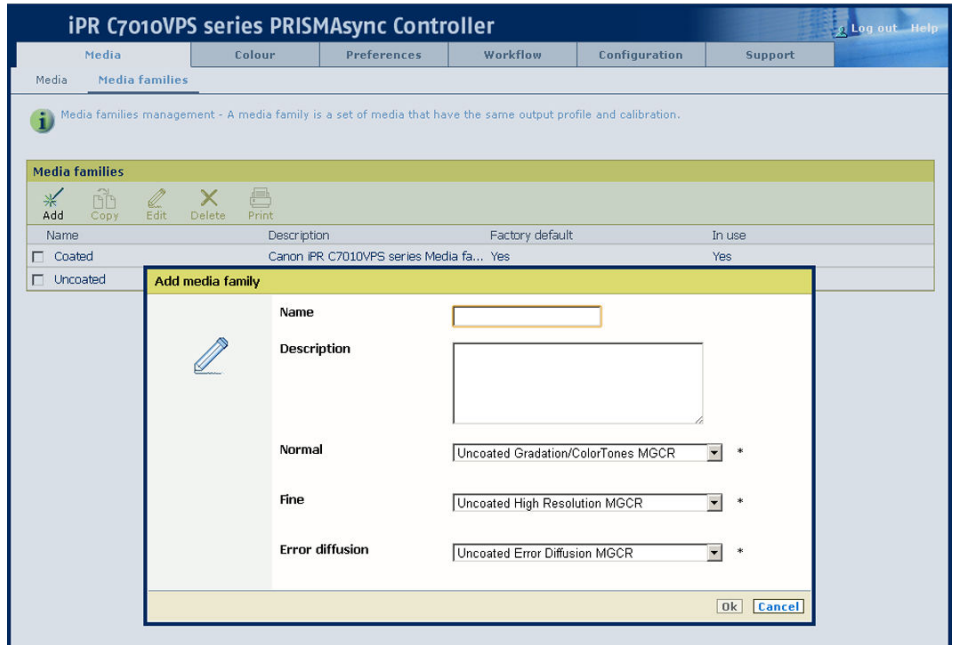 iPR C7010VPS series PRISMAsync Controller
Log out Help
Media Colour Preferences Workflow Configuration Support
Media Media families
i Media families management - A media family is a set of media that have the same output profile and calibration.
Media families
Add Copy Edit Delete Print
Name Description Factory default In use
Coated Canon iPR C7010VPS series Media fa... Yes Yes
Uncoated
Add media family
Name
Description
Normal Uncoated Gradation/ColorTones MGCR *
Fine Uncoated High Resolution MGCR *
Error diffusion Uncoated Error Diffusion MGCR *
Ok Cancel